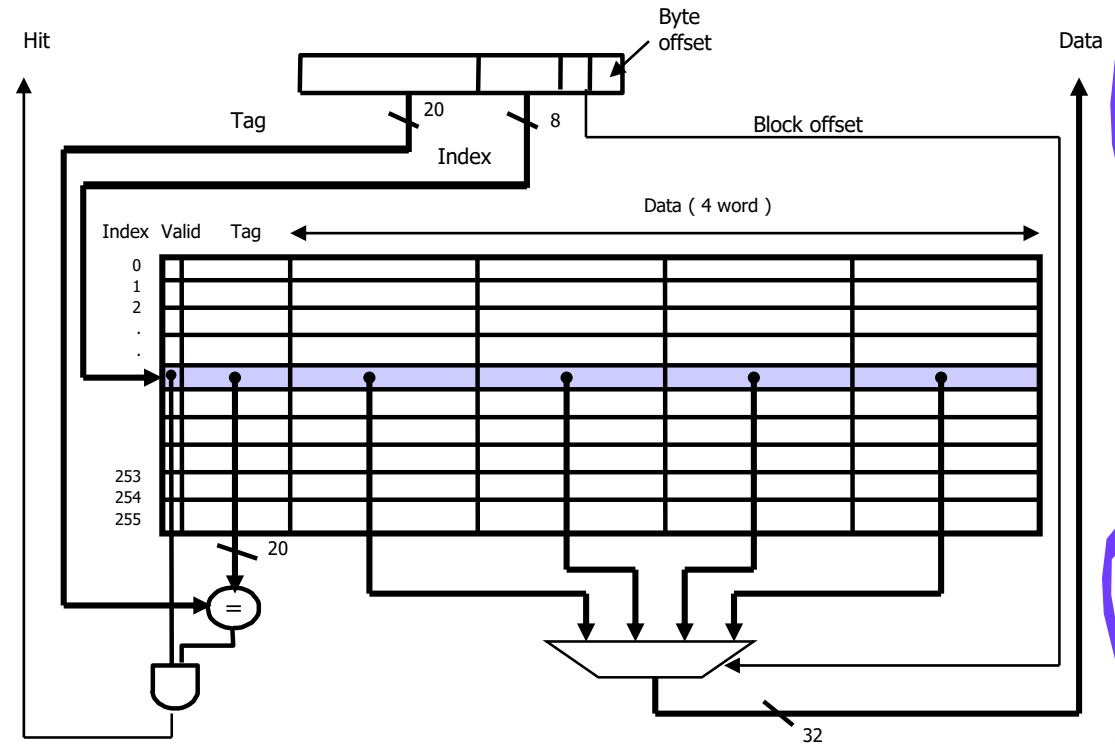 Byte
offset
Hit
Data
20
8
Tag
Block offset
Index
Data ( 4 word )
Index Valid Tag
0
1
2
.
.
253
254
255
20
=
32